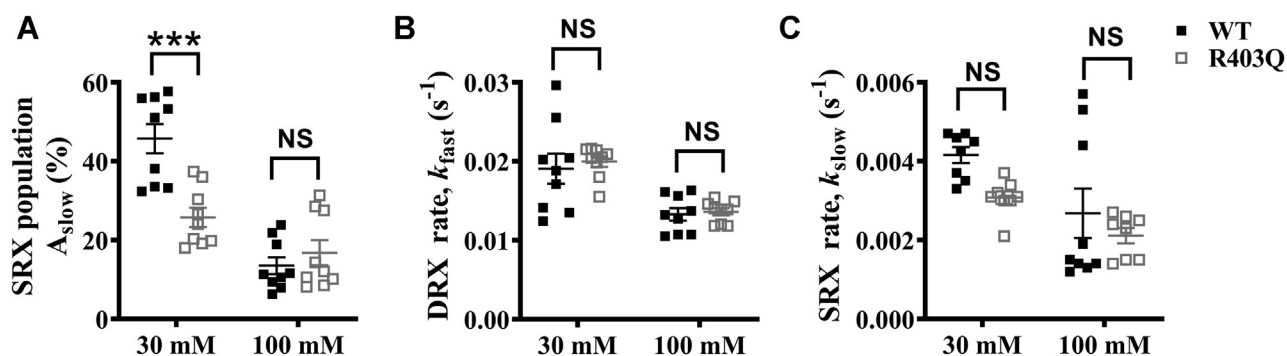 A
SRX population
A_slow (%)
60
40
20
0
***
NS
30 mM
100 mM
B
DRX rate, k_fast (s⁻¹)
0.03
0.02
0.01
0.00
NS
NS
30 mM
100 mM
C
SRX rate, k_slow (s⁻¹)
0.006
0.004
0.002
0.000
NS
NS
30 mM
100 mM
WT
R403Q